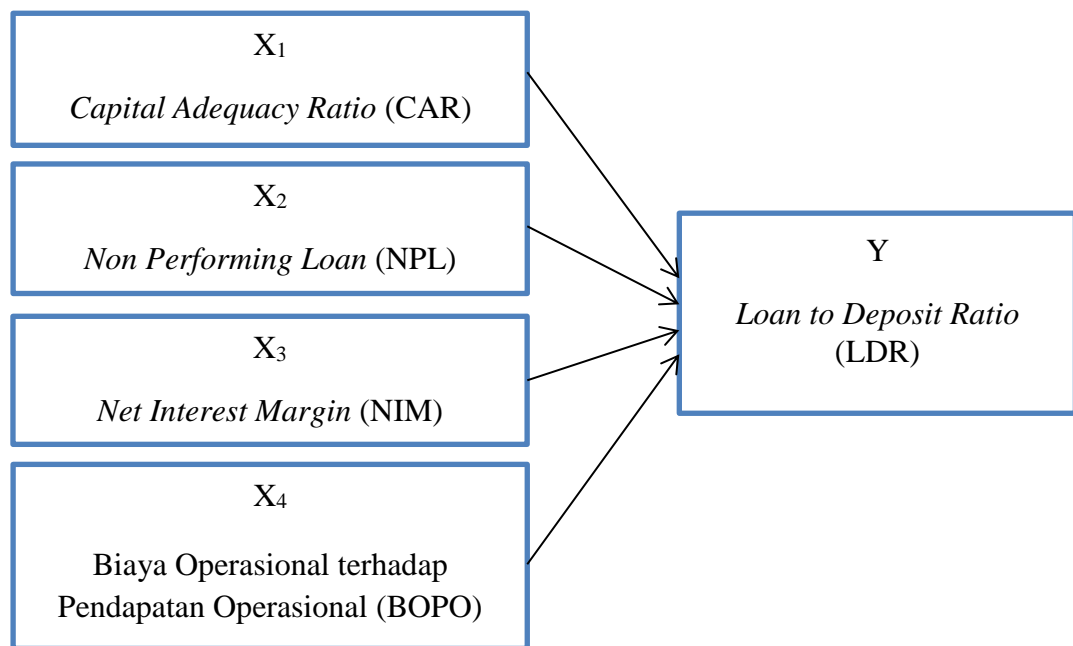 X₁
Capital Adequacy Ratio (CAR)
X₂
Non Performing Loan (NPL)
X₃
Net Interest Margin (NIM)
X₄
Biaya Operasional terhadap
Pendapatan Operasional (BOPO)
Y
Loan to Deposit Ratio
(LDR)